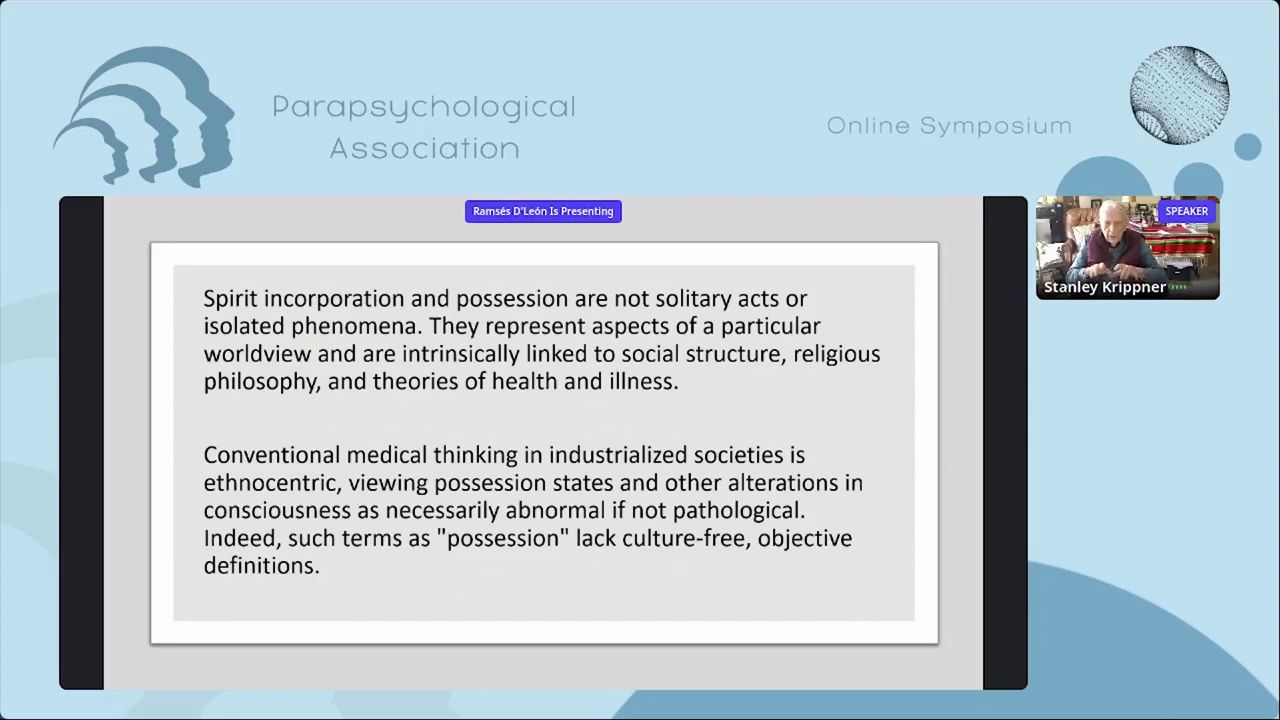 Parapsychological
Association
Online Symposium
Ramsés D'León Is Presenting
SPEAKER
Stanley Krippner
Spirit incorporation and possession are not solitary acts or
isolated phenomena. They represent aspects of a particular
worldview and are intrinsically linked to social structure, religious
philosophy, and theories of health and illness.
Conventional medical thinking in industrialized societies is
ethnocentric, viewing possession states and other alterations in
consciousness as necessarily abnormal if not pathological.
Indeed, such terms as "possession" lack culture-free, objective
definitions.